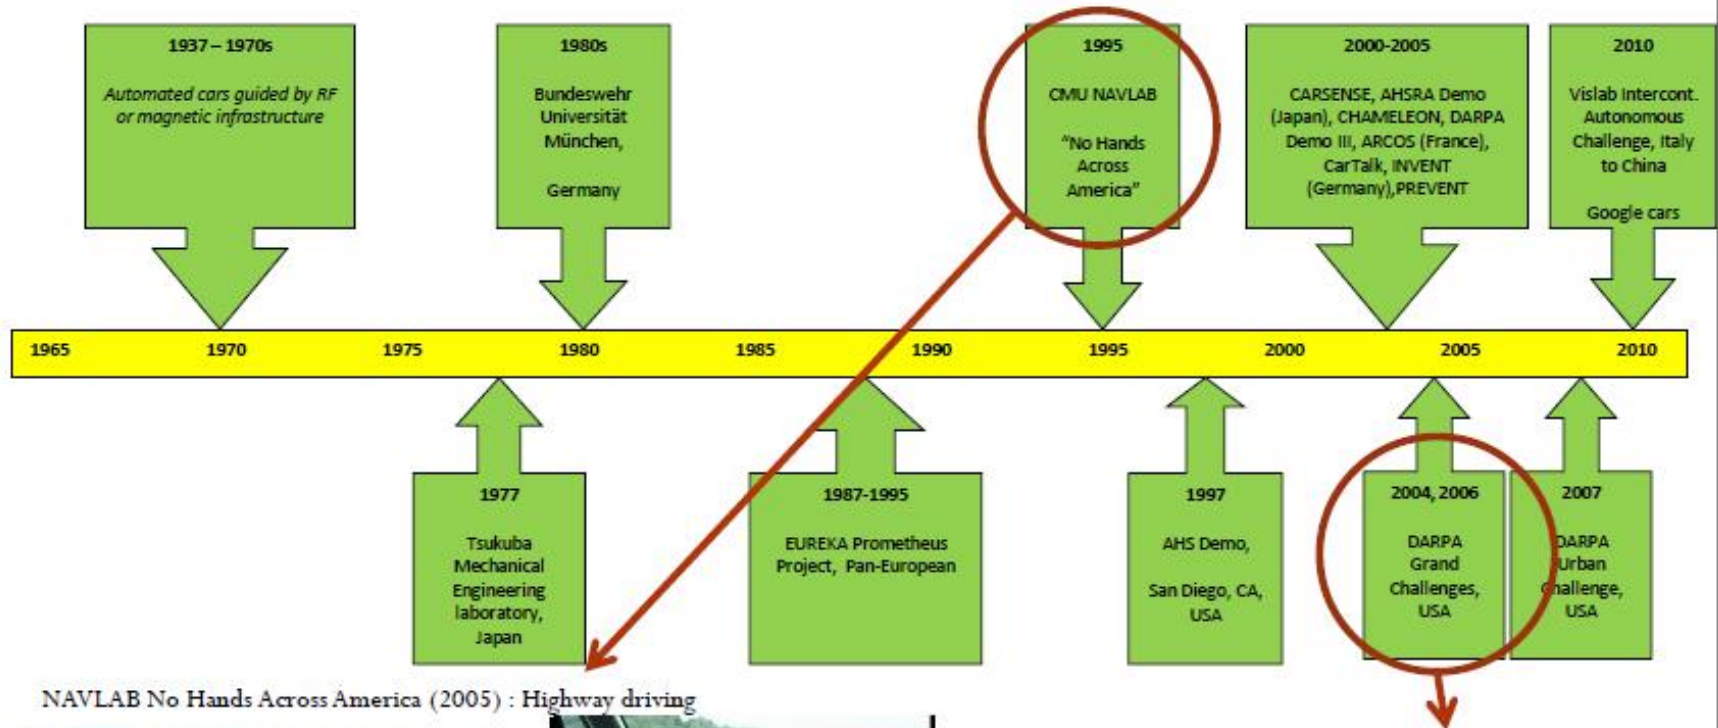 1937 – 1970s
Automated cars guided by RF
or magnetic infrastructure
1980s
Bundeswehr
Universität
München,
Germany
1995
CMU NAVLAB
“No Hands
Across
America”
2000-2005
CARSENSE, AHSRA Demo
(Japan), CHAMELEON, DARPA
Demo III, ARCOS (France),
CarTalk, INVENT
(Germany),PREVENT
2010
Vislab Intercont.
Autonomous
Challenge, Italy
to China
Google cars
1965 1970 1975 1980 1985 1990 1995 2000 2005 2010
1977
Tsukuba
Mechanical
Engineering
laboratory,
Japan
1987-1995
EUREKA Prometheus
Project, Pan-European
1997
AHS Demo,
San Diego, CA,
USA
2004, 2006
DARPA
Grand
Challenges,
USA
2007
DARPA
Urban
Challenge,
USA
NAVLAB No Hands Across America (2005) : Highway driving